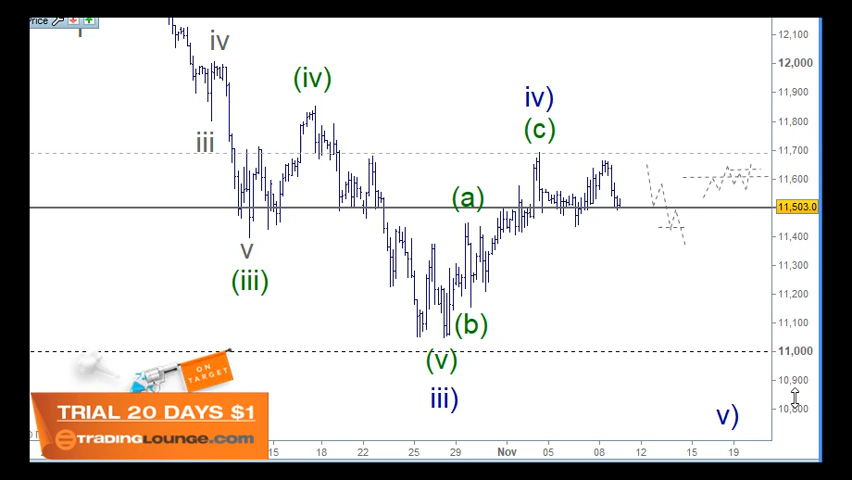 Price
12,100
iv
12,000
(iv)
11,900
iv)
11,800
iii
(c)
11,700
11,600
(a)
11,503.0
v
11,400
(iii)
11,300
11,200
(b)
11,100
(v)
11,000
10,900
iii)
v)
ON
TARGET
TRIAL 20 DAYS $1
TRADINGLOUNGE.COM
15
18
22
25
29
Nov
05
08
12
15
19